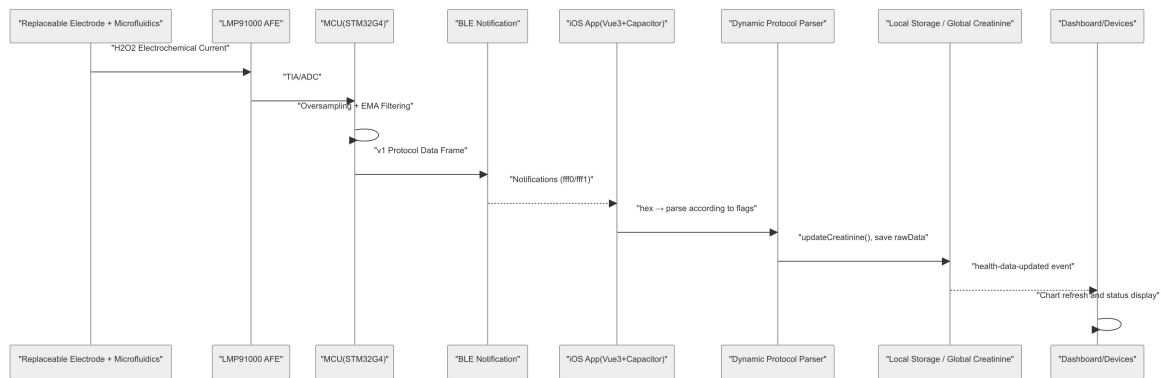 "Replaceable Electrode + Microfluidics"
"LMP91000 AFE"
"MCU(STM32G4)"
"BLE Notification"
"iOS App(Vue3+Capacitor)"
"Dynamic Protocol Parser"
"Local Storage / Global Creatinine"
"Dashboard/Devices"
"H2O2 Electrochemical Current"
"TIA/ADC"
"Oversampling + EMA Filtering"
"v1 Protocol Data Frame"
"Notifications (fff0/fff1)"
"hex → parse according to flags"
"updateCreatinine(), save rawData"
"health-data-updated event"
"Chart refresh and status display"
"Replaceable Electrode + Microfluidics"
"LMP91000 AFE"
"MCU(STM32G4)"
"BLE Notification"
"iOS App(Vue3+Capacitor)"
"Dynamic Protocol Parser"
"Local Storage / Global Creatinine"
"Dashboard/Devices"